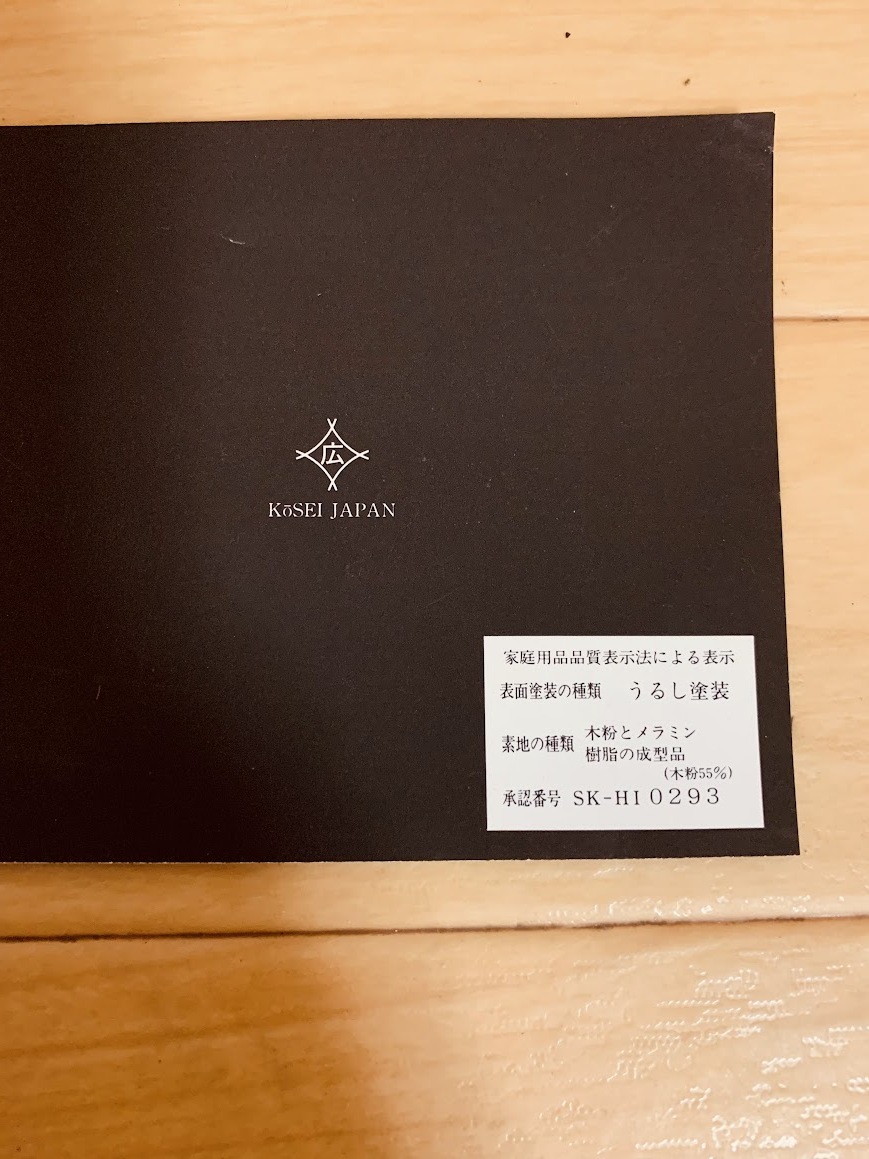 広
KōSEI JAPAN
家庭用品品質表示法による表示
表面塗装の種類 うるし塗装
素地の種類 木粉とメラミン
樹脂の成型品
(木粉55%)
承認番号 SK-HI 0293